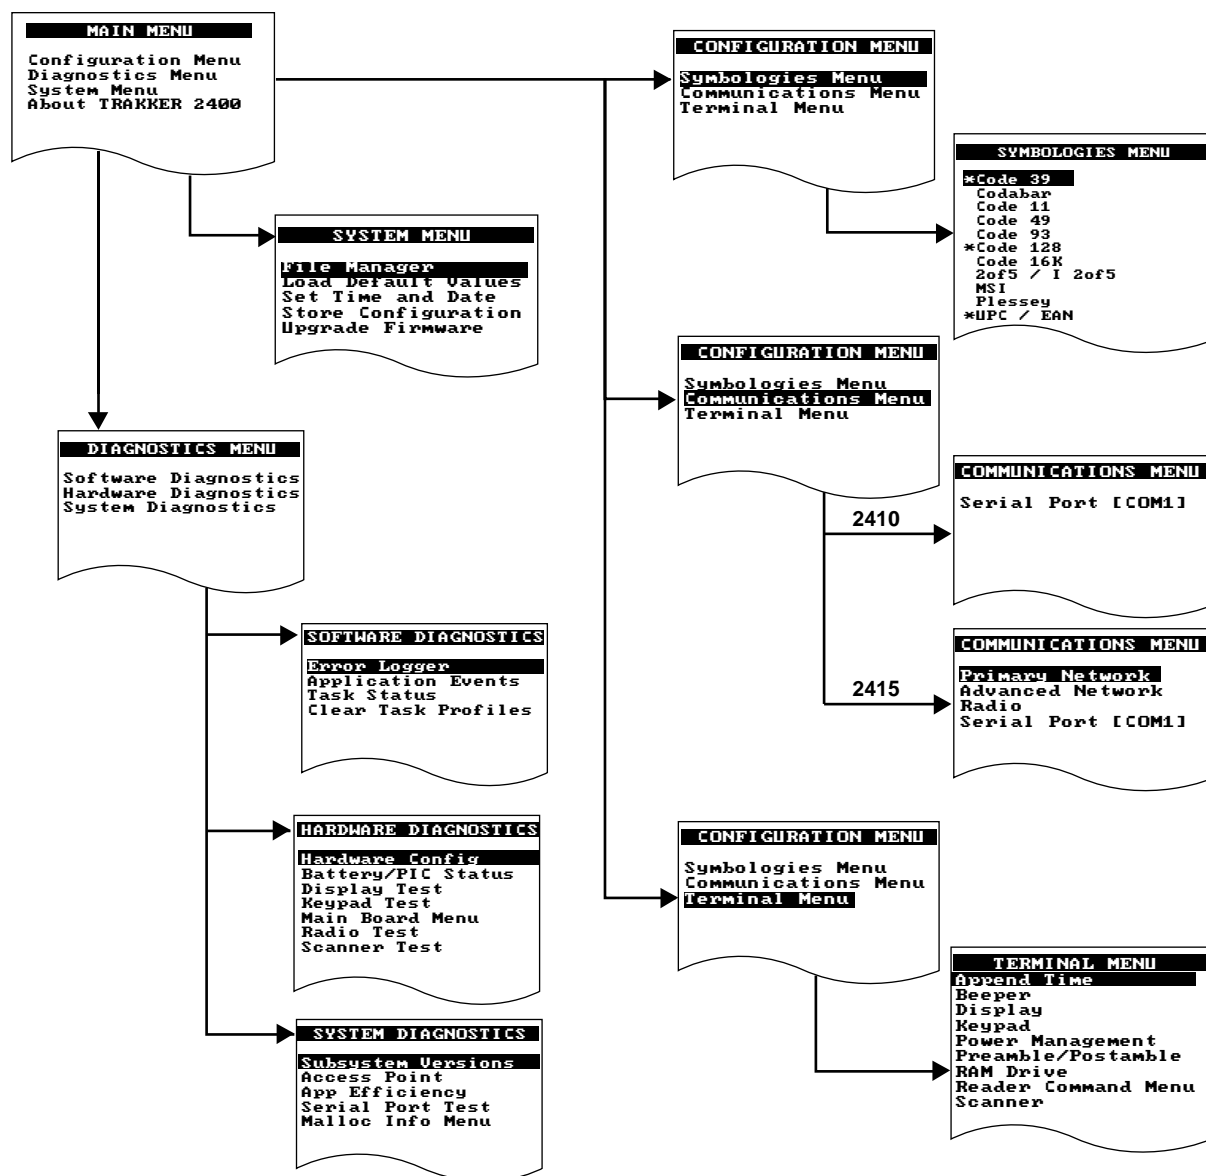 MAIN MENU
Configuration Menu
Diagnostics Menu
System Menu
About TRAKKER 2400
SYSTEM MENU
File Manager
Load Default Values
Set Time and Date
Store Configuration
Upgrade Firmware
DIAGNOSTICS MENU
Software Diagnostics
Hardware Diagnostics
System Diagnostics
SOFTWARE DIAGNOSTICS
Error Logger
Application Events
Task Status
Clear Task Profiles
HARDWARE DIAGNOSTICS
Hardware Config
Battery/PIC Status
Display Test
Keypad Test
Main Board Menu
Radio Test
Scanner Test
SYSTEM DIAGNOSTICS
Subsystem Versions
Access Point
App Efficiency
Serial Port Test
Malloc Info Menu
CONFIGURATION MENU
Symbologies Menu
Communications Menu
Terminal Menu
SYMBOLOGIES MENU
*Code 39
Codabar
Code 11
Code 49
Code 93
*Code 128
Code 16K
2of5 / I 2of5
MSI
Plessey
*UPC / EAN
CONFIGURATION MENU
Symbologies Menu
Communications Menu
Terminal Menu
2410
COMMUNICATIONS MENU
Serial Port [COM1]
2415
COMMUNICATIONS MENU
Primary Network
Advanced Network
Radio
Serial Port [COM1]
CONFIGURATION MENU
Symbologies Menu
Communications Menu
Terminal Menu
TERMINAL MENU
Append Time
Beeper
Display
Keypad
Power Management
Preamble/Postamble
RAM Drive
Reader Command Menu
Scanner